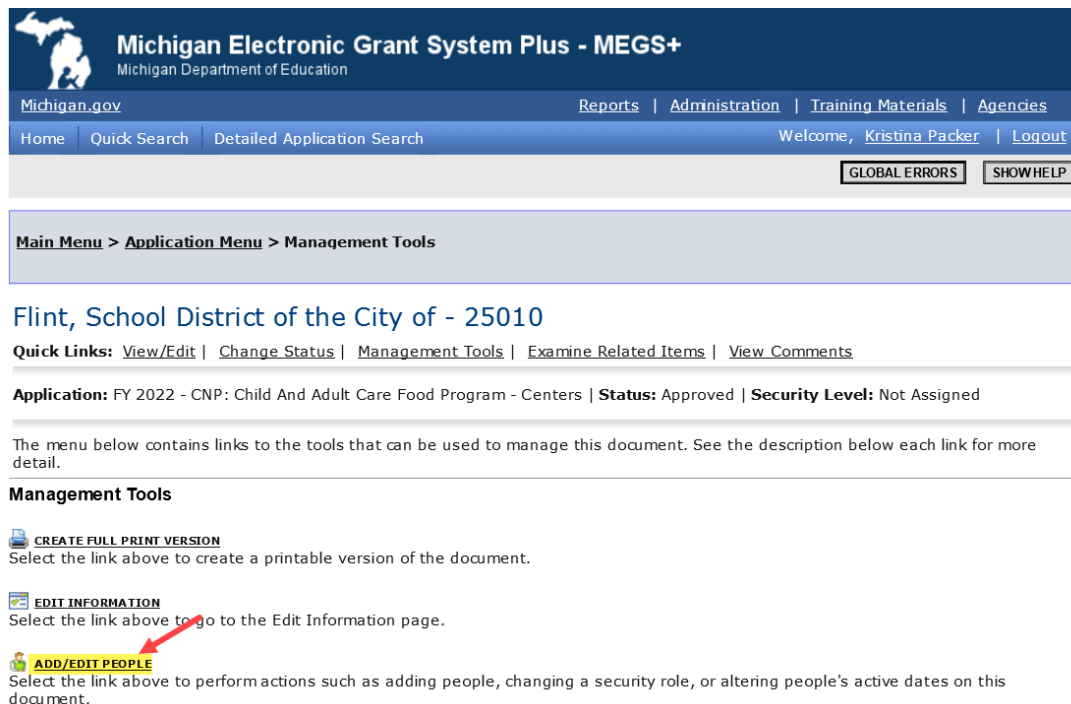 Michigan Electronic Grant System Plus - MEGS+
Michigan Department of Education
Michigan.gov Reports | Administration | Training Materials | Agencies
Home Quick Search Detailed Application Search Welcome, Kristina Packer | Logout
GLOBAL ERRORS SHOW HELP
Main Menu > Application Menu > Management Tools
Flint, School District of the City of - 25010
Quick Links: View/Edit | Change Status | Management Tools | Examine Related Items | View Comments
Application: FY 2022 - CNP: Child And Adult Care Food Program - Centers | Status: Approved | Security Level: Not Assigned
The menu below contains links to the tools that can be used to manage this document. See the description below each link for more
detail.
Management Tools
CREATE FULL PRINT VERSION
Select the link above to create a printable version of the document.
EDIT INFORMATION
Select the link above to go to the Edit Information page.
ADD/EDIT PEOPLE
Select the link above to perform actions such as adding people, changing a security role, or altering people's active dates on this
document.